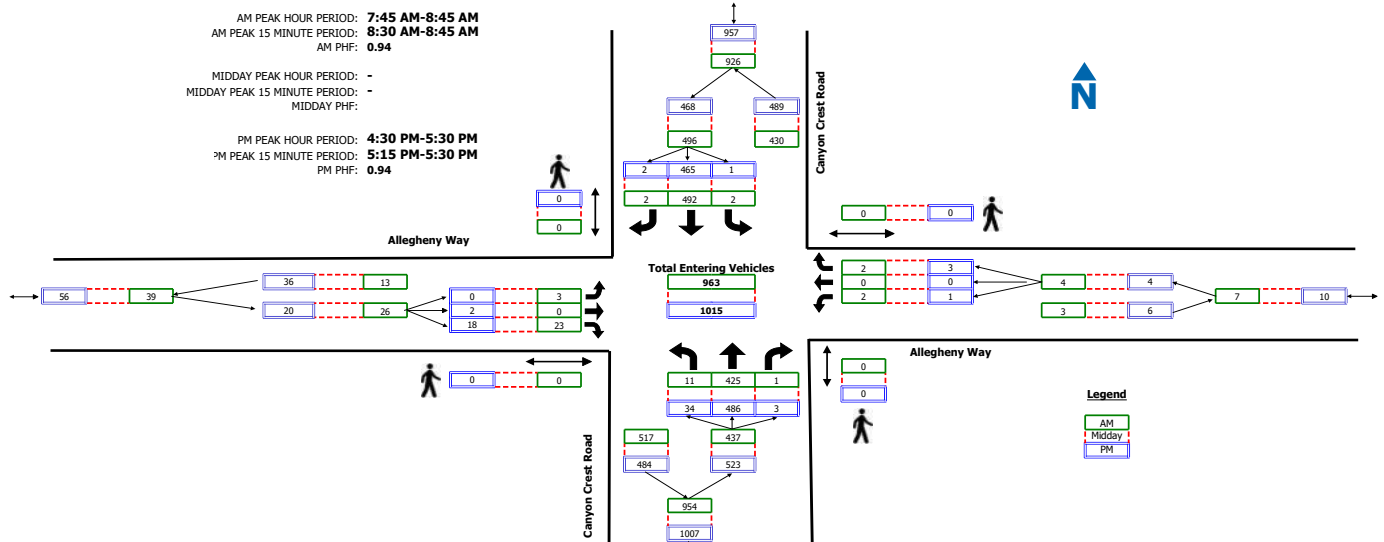 AM PEAK HOUR PERIOD: 7:45 AM-8:45 AM
AM PEAK 15 MINUTE PERIOD: 8:30 AM-8:45 AM
AM PHF: 0.94
MIDDAY PEAK HOUR PERIOD: -
MIDDAY PEAK 15 MINUTE PERIOD: -
MIDDAY PHF:
PM PEAK HOUR PERIOD: 4:30 PM-5:30 PM
PM PEAK 15 MINUTE PERIOD: 5:15 PM-5:30 PM
PM PHF: 0.94
957
926
468 489
496 430
2 465 1
2 492 2
Canyon Crest Road
N
0
0
0 0
Allegheny Way
56 39
36 13
20 26
0 3
2 0
18 23
Total Entering Vehicles
963
1015
2 3
0 0
2 1
4 4
3 6
7 10
Allegheny Way
0 0
0
0
11 425 1
34 486 3
517 437
484 523
954
1007
Canyon Crest Road
Legend
AM
Midday
PM